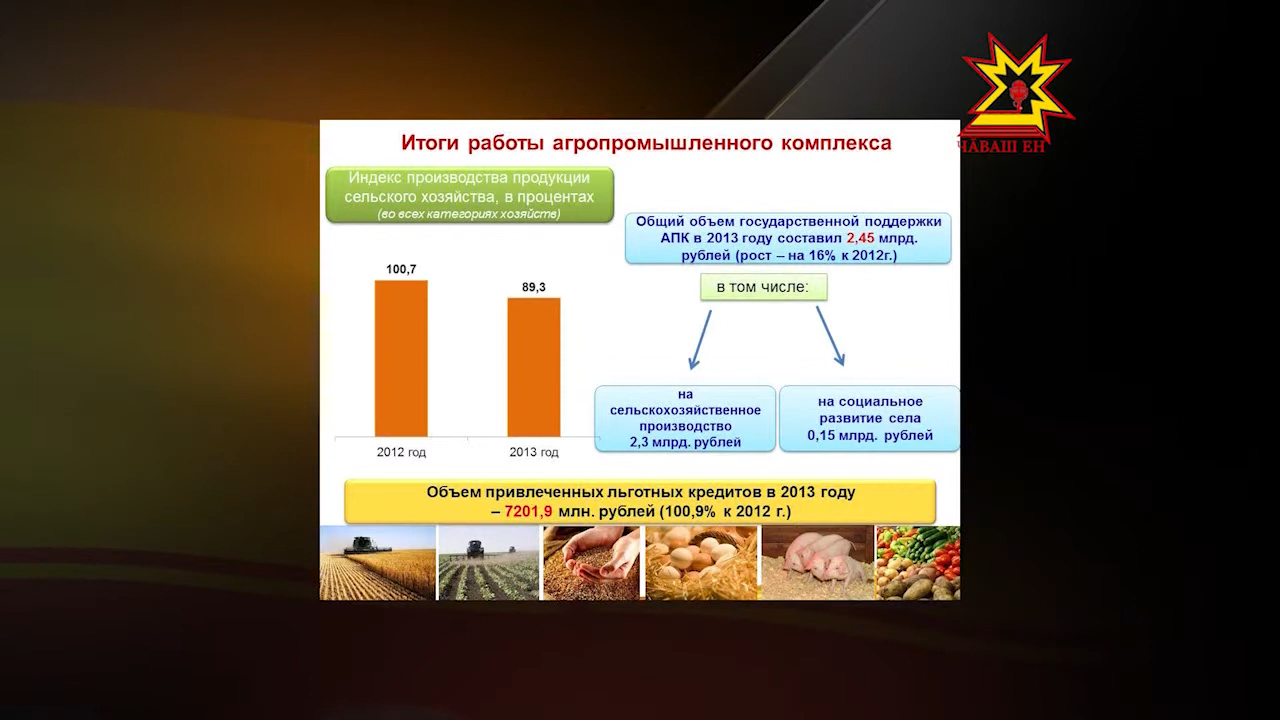 ЧĂВАШ ЕН
Итоги работы агропромышленного комплекса
Индекс производства продукции
сельского хозяйства, в процентах
(во всех категориях хозяйств)
Общий объем государственной поддержки
АПК в 2013 году составил 2,45 млрд.
рублей (рост – на 16% к 2012г.)
в том числе:
100,7
89,3
2012 год
2013 год
на
сельскохозяйственное
производство
2,3 млрд. рублей
на социальное
развитие села
0,15 млрд. рублей
Объем привлеченных льготных кредитов в 2013 году
– 7201,9 млн. рублей (100,9% к 2012 г.)